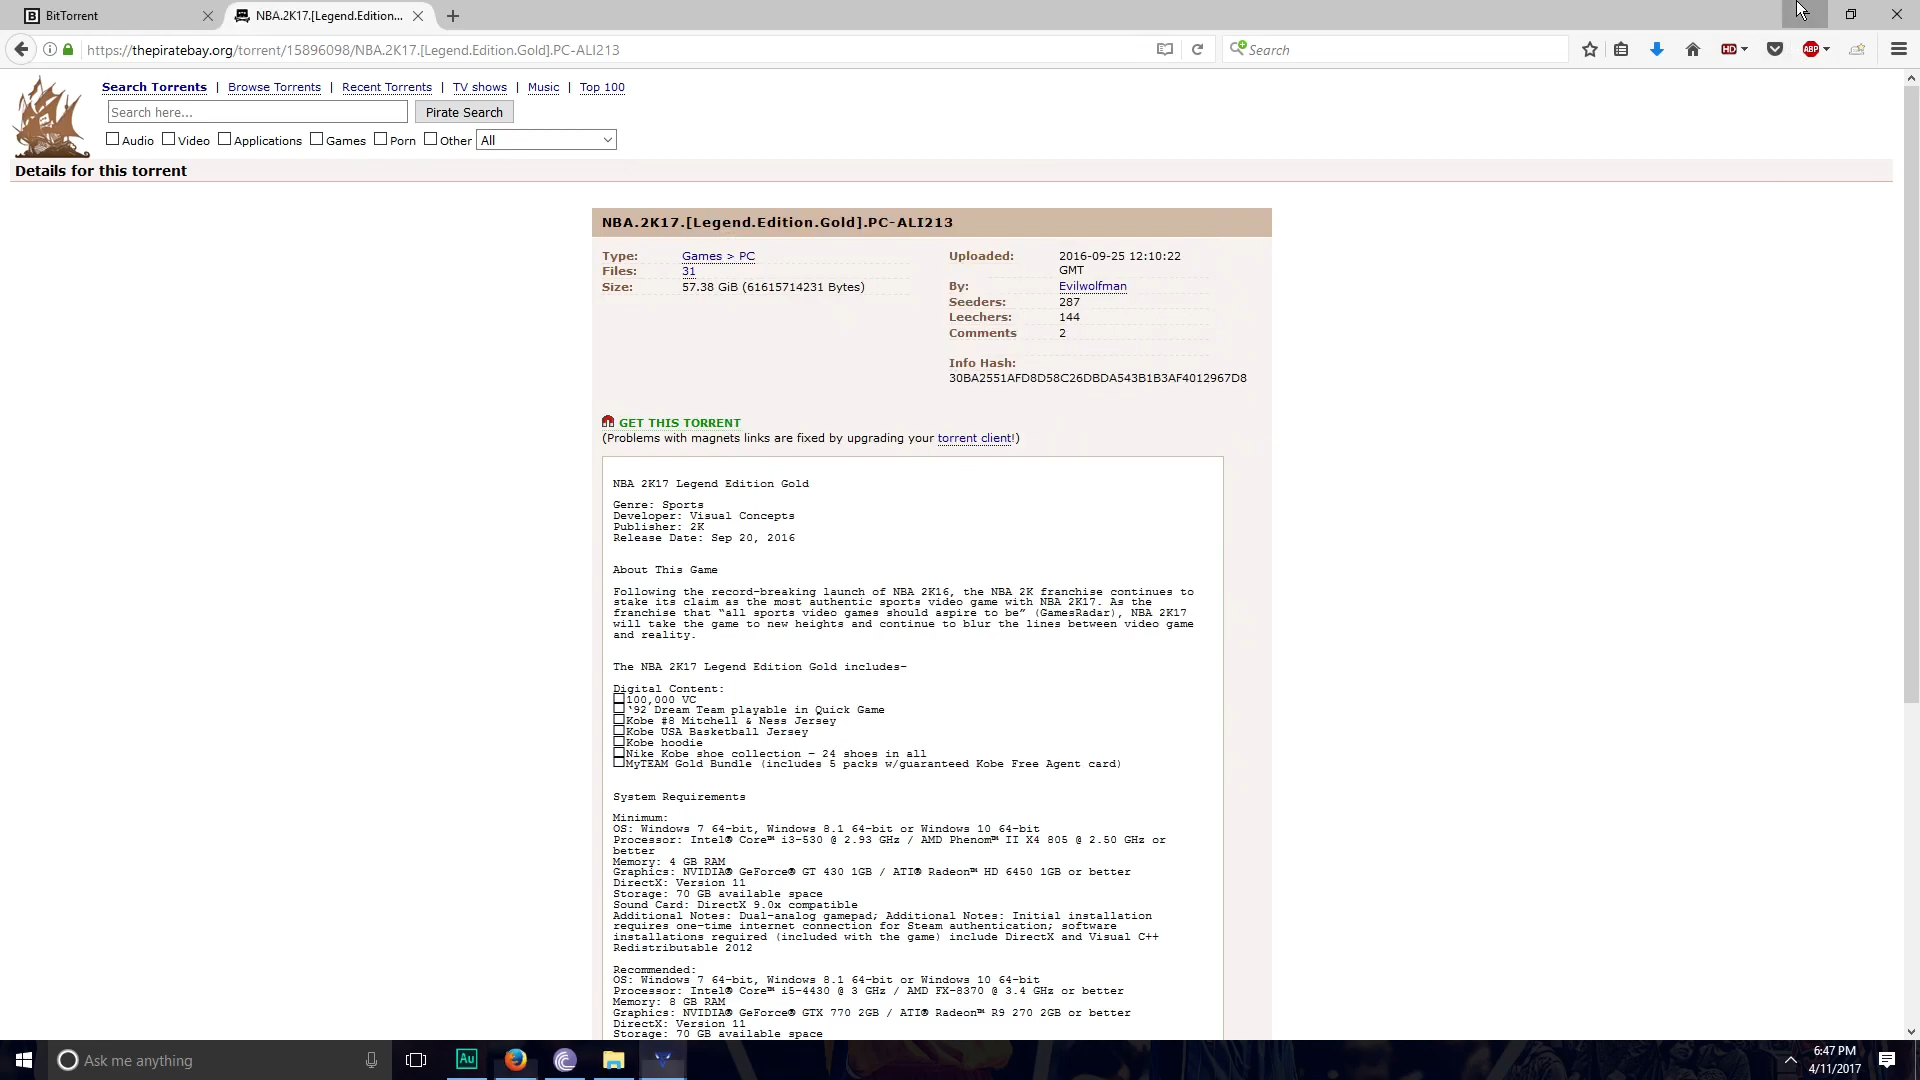 BitTorrent
NBA.2K17.[Legend.Edition...
https://thepiratebay.org/torrent/15896098/NBA.2K17.[Legend.Edition.Gold].PC-ALI213
Search
HD
ABP
Search Torrents | Browse Torrents | Recent Torrents | TV shows | Music | Top 100
Search here...
Pirate Search
Audio Video Applications Games Porn Other All
Details for this torrent
NBA.2K17.[Legend.Edition.Gold].PC-ALI213
Type: Games > PC
Files: 31
Size: 57.38 GiB (61615714231 Bytes)
Uploaded: 2016-09-25 12:10:22
GMT
By: Evilwolfman
Seeders: 287
Leechers: 144
Comments 2
Info Hash:
30BA2551AFD8D58C26DBDA543B1B3AF4012967D8
GET THIS TORRENT
(Problems with magnets links are fixed by upgrading your torrent client!)
NBA 2K17 Legend Edition Gold
Genre: Sports
Developer: Visual Concepts
Publisher: 2K
Release Date: Sep 20, 2016
About This Game
Following the record-breaking launch of NBA 2K16, the NBA 2K franchise continues to
stake its claim as the most authentic sports video game with NBA 2K17. As the
franchise that “all sports video games should aspire to be” (GamesRadar), NBA 2K17
will take the game to new heights and continue to blur the lines between video game
and reality.
The NBA 2K17 Legend Edition Gold includes-
Digital Content:
100,000 VC
‘92 Dream Team playable in Quick Game
Kobe #8 Mitchell & Ness Jersey
Kobe USA Basketball Jersey
Kobe hoodie
Nike Kobe shoe collection – 24 shoes in all
MyTEAM Gold Bundle (includes 5 packs w/guaranteed Kobe Free Agent card)
System Requirements
Minimum:
OS: Windows 7 64-bit, Windows 8.1 64-bit or Windows 10 64-bit
Processor: Intel® Core™ i3-530 @ 2.93 GHz / AMD Phenom™ II X4 805 @ 2.50 GHz or
better
Memory: 4 GB RAM
Graphics: NVIDIA® GeForce® GT 430 1GB / ATI® Radeon™ HD 6450 1GB or better
DirectX: Version 11
Storage: 70 GB available space
Sound Card: DirectX 9.0x compatible
Additional Notes: Dual-analog gamepad; Additional Notes: Initial installation
requires one-time internet connection for Steam authentication; software
installations required (included with the game) include DirectX and Visual C++
Redistributable 2012
Recommended:
OS: Windows 7 64-bit, Windows 8.1 64-bit or Windows 10 64-bit
Processor: Intel® Core™ i5-4430 @ 3 GHz / AMD FX-8370 @ 3.4 GHz or better
Memory: 8 GB RAM
Graphics: NVIDIA® GeForce® GTX 770 2GB / ATI® Radeon™ R9 270 2GB or better
DirectX: Version 11
Storage: 70 GB available space
Ask me anything
Au
6:47 PM
4/11/2017